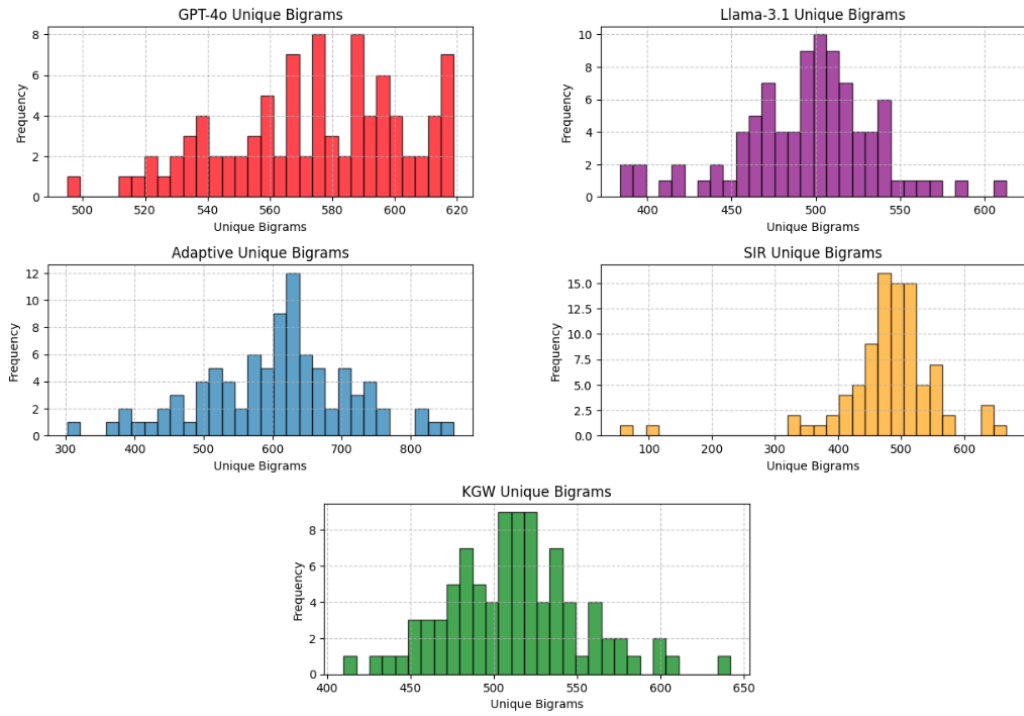 GPT-4o Unique Bigrams
Frequency
8
6
4
2
0
500 520 540 560 580 600 620
Unique Bigrams
Llama-3.1 Unique Bigrams
Frequency
10
8
6
4
2
0
400 450 500 550 600
Unique Bigrams
Adaptive Unique Bigrams
Frequency
12
10
8
6
4
2
0
300 400 500 600 700 800
Unique Bigrams
SIR Unique Bigrams
Frequency
15.0
12.5
10.0
7.5
5.0
2.5
0.0
100 200 300 400 500 600
Unique Bigrams
KGW Unique Bigrams
Frequency
8
6
4
2
0
400 450 500 550 600 650
Unique Bigrams